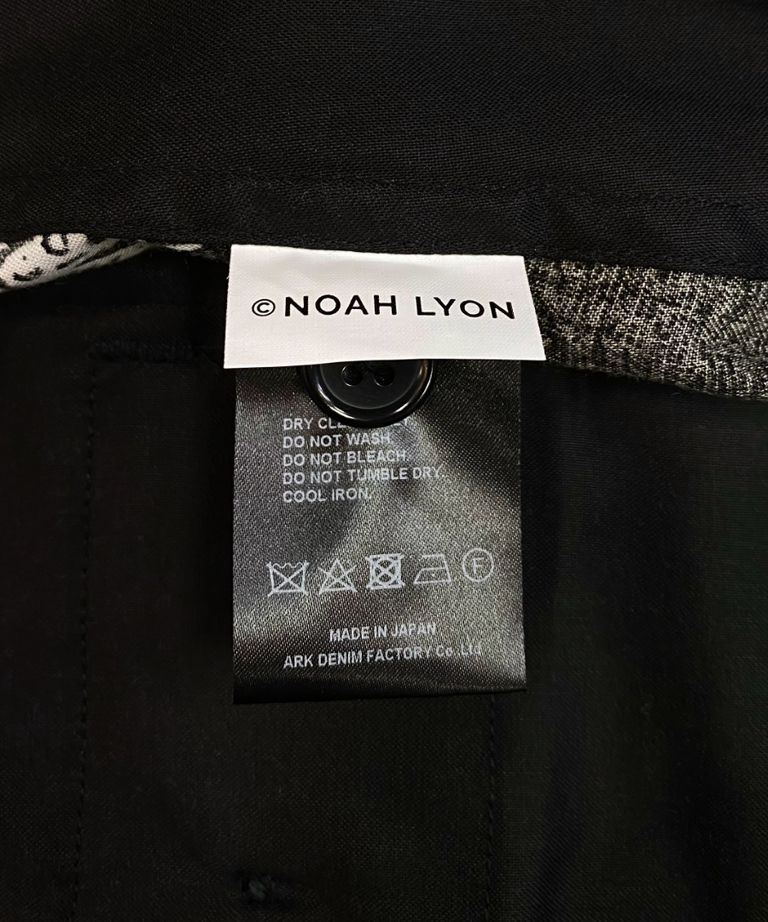 © NOAH LYON
DRY
DO NOT WASH.
DO NOT BLEACH.
DO NOT TUMBLE DRY.
COOL IRON.
F
MADE IN JAPAN
ARK DENIM FACTORY Co.,Ltd